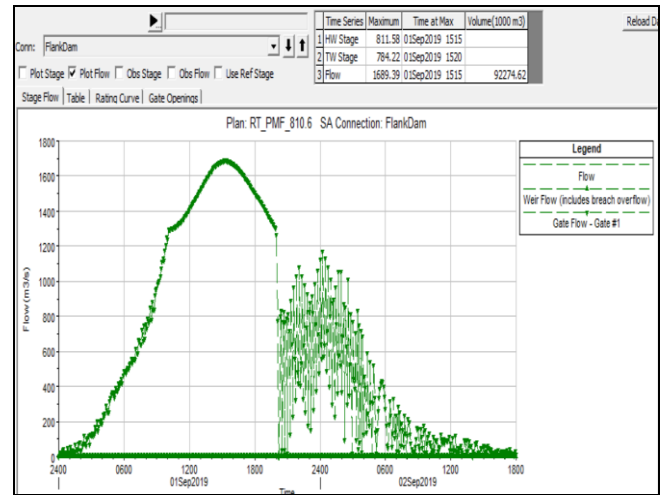 Time Series Maximum Time at Max Volume(1000 m3) Reload Da
1 HW Stage 811.58 01Sep2019 1515
Conn: FlankDam
2 TW Stage 784.22 01Sep2019 1520
3 Flow 1689.39 01Sep2019 1515 92274.62
Plot Stage Plot Flow Obs Stage Obs Flow Use Ref Stage
Stage Flow Table Rating Curve Gate Openings
Plan: RT_PMF_810.6 SA Connection: FlankDam
Legend
Flow
Weir Flow (includes breach overflow)
Gate Flow - Gate #1
1800
1600
1400
1200
1000
800
600
400
200
0
Flow (m3/s)
2400 0600 1200 1800 2400 0600 1200 1800
01Sep2019 02Sep2019
Time